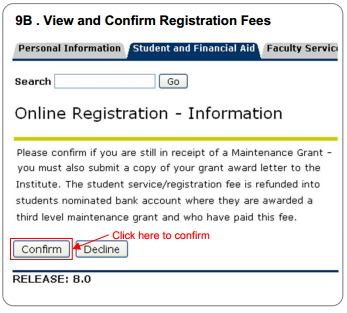 9B . View and Confirm Registration Fees
Personal Information Student and Financial Aid Faculty Servic
Search Go
Online Registration - Information
Please confirm if you are still in receipt of a Maintenance Grant -
you must also submit a copy of your grant award letter to the
Institute. The student service/registration fee is refunded into
students nominated bank account where they are awarded a
third level maintenance grant and who have paid this fee.
Click here to confirm
Confirm Decline
RELEASE: 8.0